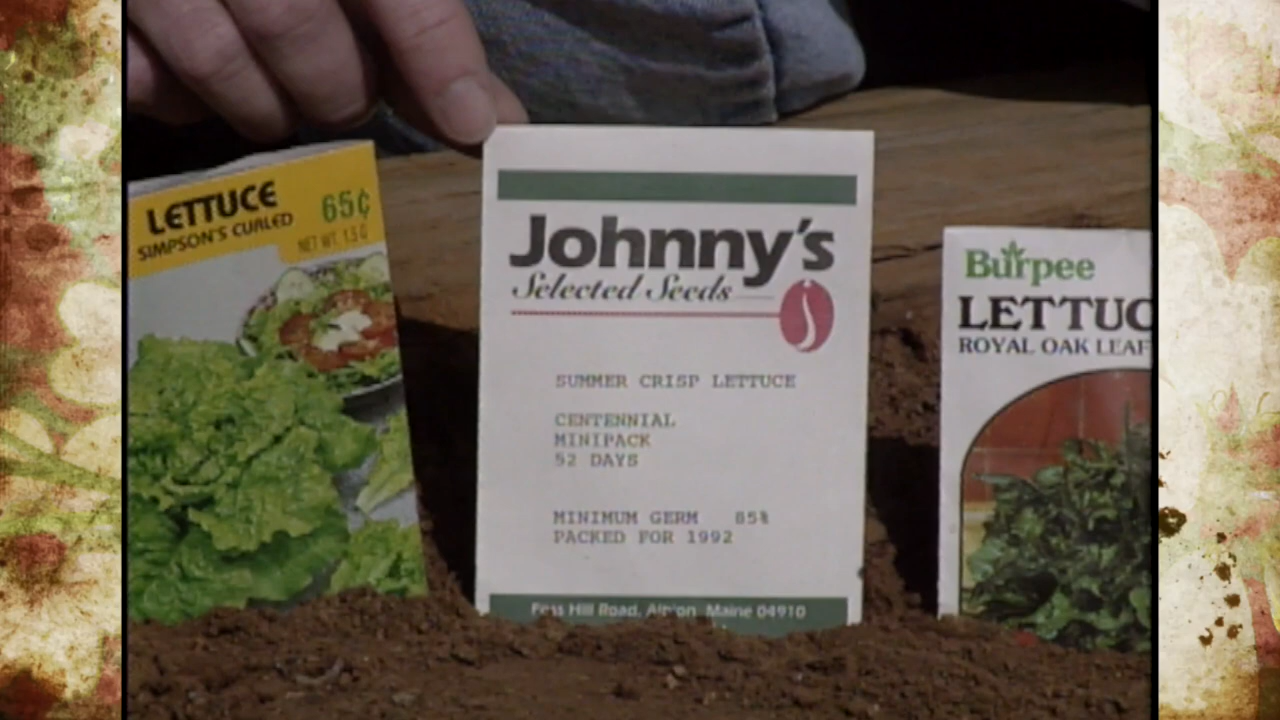 LETTUCE
SIMPSON'S CURLED
65¢
NET WT. 1.5 G
Johnny's
Selected Seeds
SUMMER CRISP LETTUCE
CENTENNIAL
MINIPACK
52 DAYS
MINIMUM GERM 85%
PACKED FOR 1992
Foss Hill Road, Albion, Maine 04910
Burpee
LETTUC
ROYAL OAK LEAF